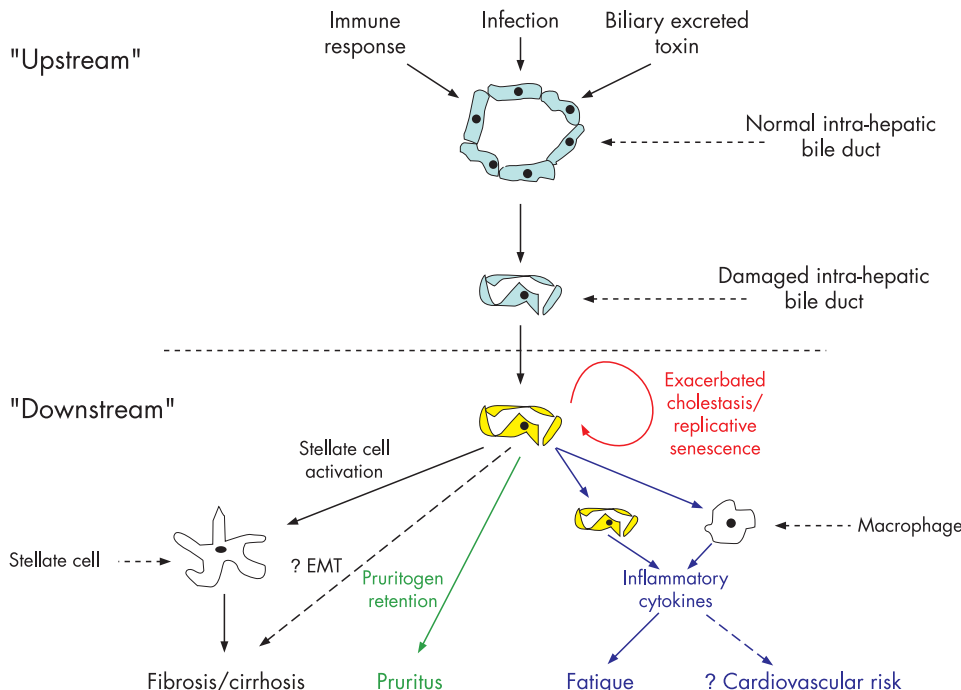 Immune
response
Infection
Biliary excreted
toxin
"Upstream"
Normal intra-hepatic
bile duct
Damaged intra-hepatic
bile duct
"Downstream"
Exacerbated
cholestasis/
replicative
senescence
Stellate cell
activation
Macrophage
Stellate cell
? EMT
Pruritogen
retention
Inflammatory
cytokines
Fibrosis/cirrhosis
Pruritus
Fatigue
? Cardiovascular risk